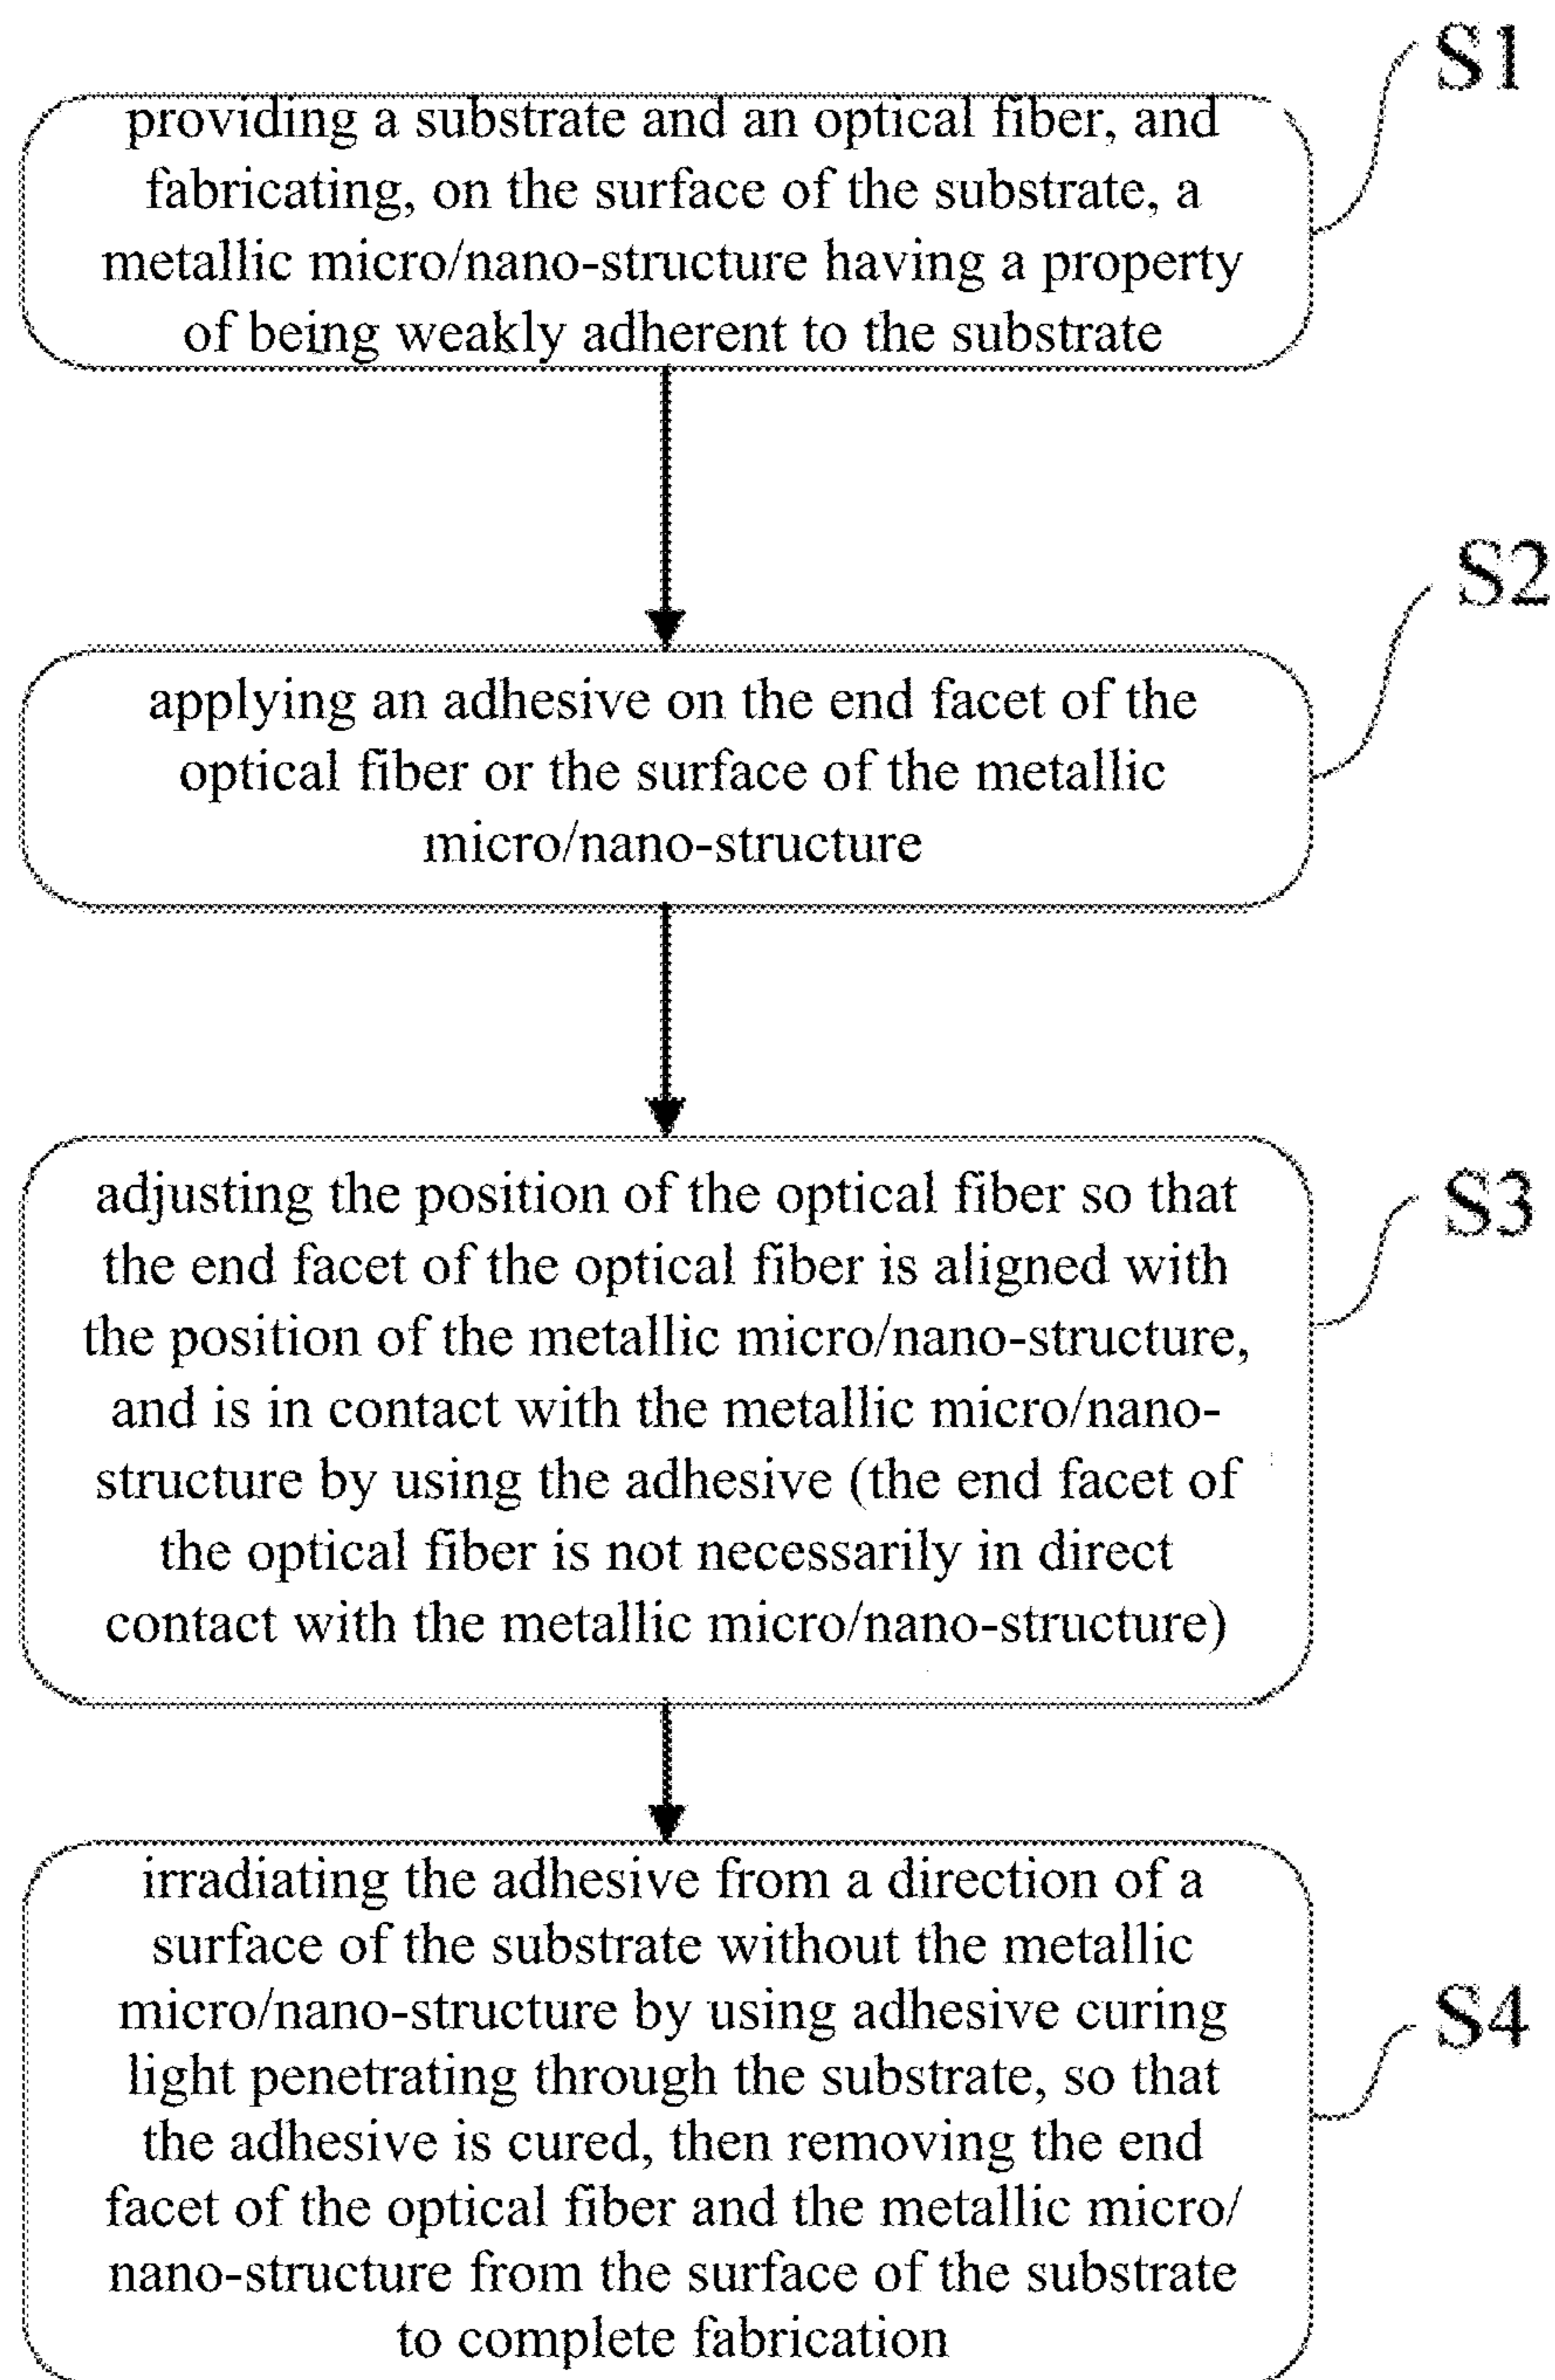 S1
providing a substrate and an optical fiber, and
fabricating, on the surface of the substrate, a
metallic micro/nano-structure having a property
of being weakly adherent to the substrate
S2
applying an adhesive on the end facet of the
optical fiber or the surface of the metallic
micro/nano-structure
S3
adjusting the position of the optical fiber so that
the end facet of the optical fiber is aligned with
the position of the metallic micro/nano-structure,
and is in contact with the metallic micro/nano-
structure by using the adhesive (the end facet of
the optical fiber is not necessarily in direct
contact with the metallic micro/nano-structure)
S4
irradiating the adhesive from a direction of a
surface of the substrate without the metallic
micro/nano-structure by using adhesive curing
light penetrating through the substrate, so that
the adhesive is cured, then removing the end
facet of the optical fiber and the metallic micro/
nano-structure from the surface of the substrate
to complete fabrication